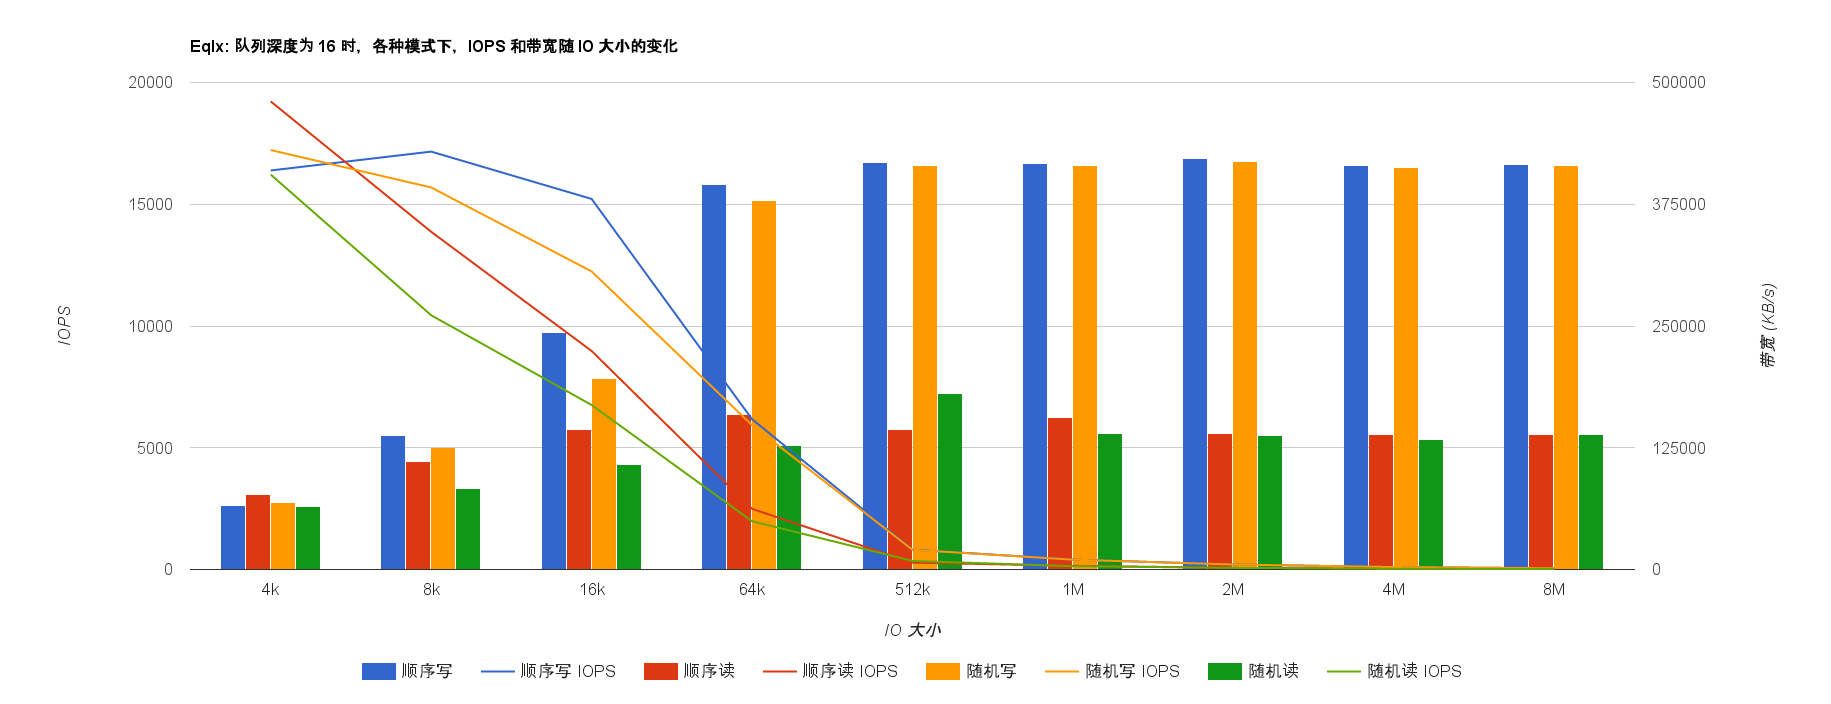 Eqlx: 队列深度为 16 时，各种模式下，IOPS 和带宽随 IO 大小的变化
20000
15000
10000
5000
0
IOPS
500000
375000
250000
125000
0
带宽 (KB/s)
4k 8k 16k 64k 512k 1M 2M 4M 8M
IO 大小
顺序写 顺序写 IOPS 顺序读 顺序读 IOPS 随机写 随机写 IOPS 随机读 随机读 IOPS